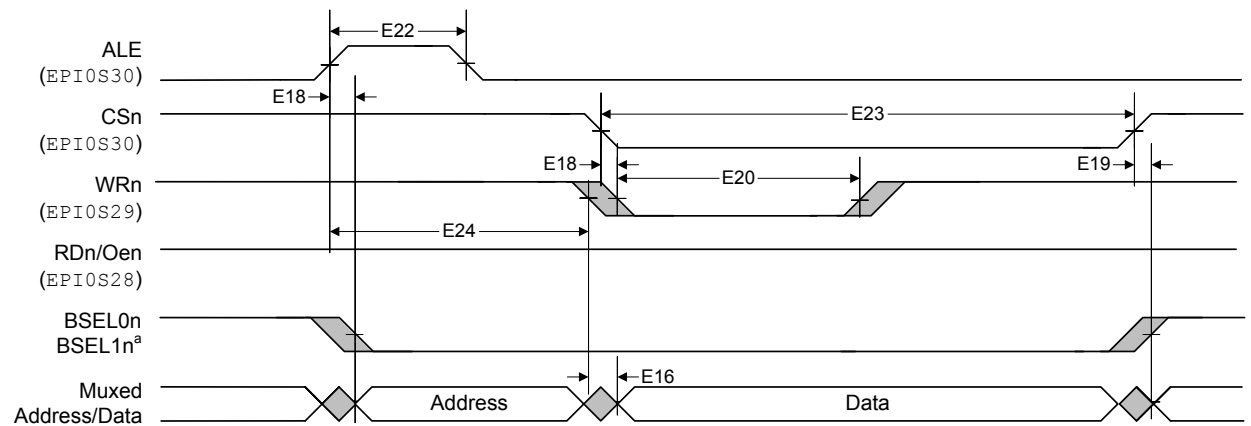 E22
ALE
(EPI0S30)
E18
CSn
E23
(EPI0S30)
E18
E19
WRn
E20
(EPI0S29)
E24
RDn/Oen
(EPI0S28)
BSEL0n
BSEL1nᵃ
E16
Muxed
Address/Data
Address
Data